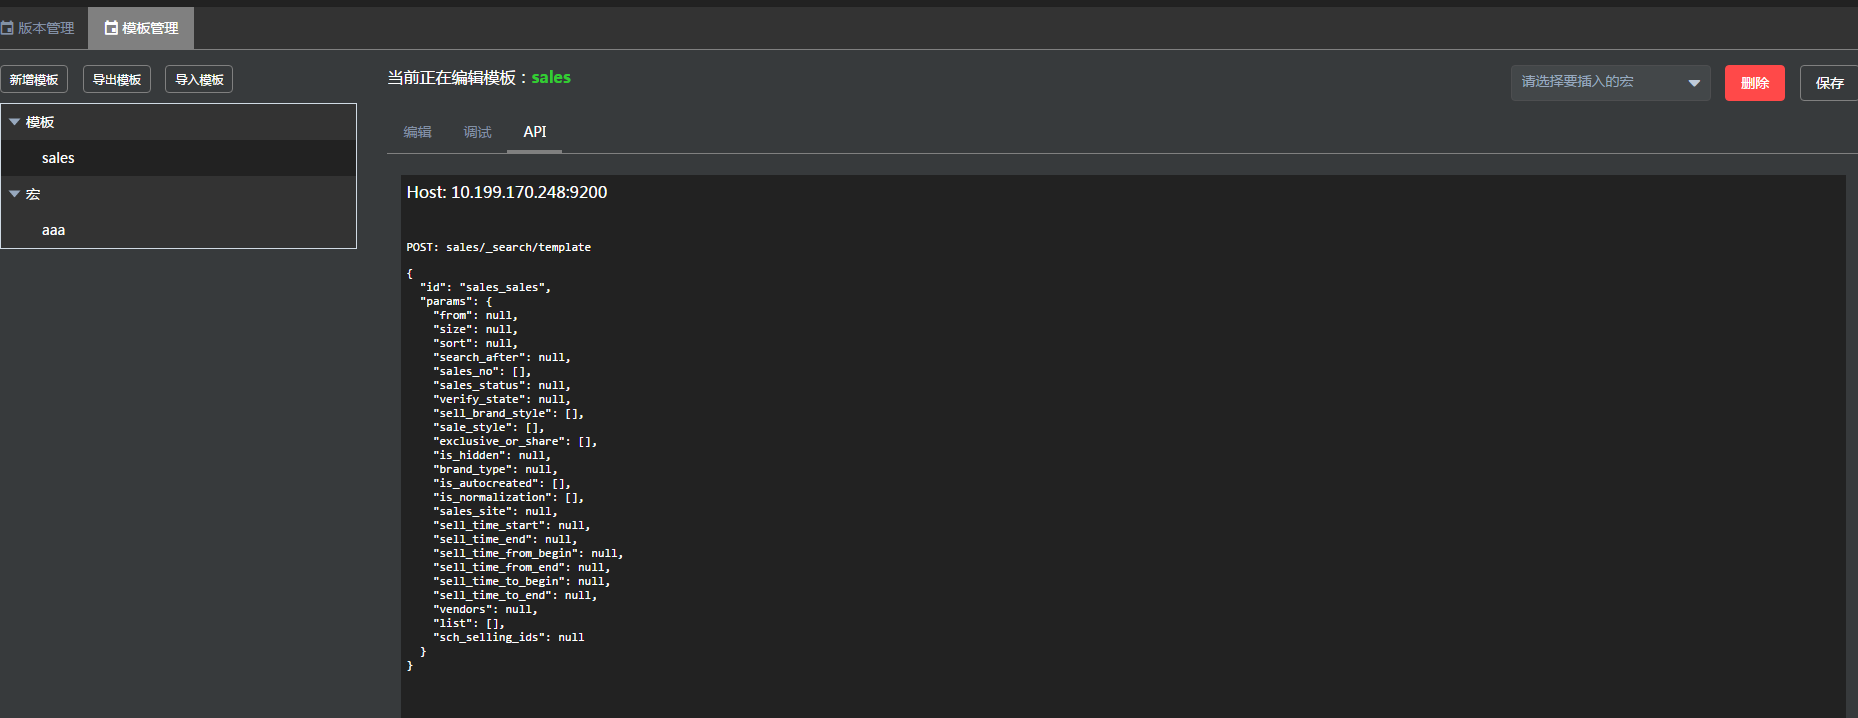 版本管理 模板管理
新增模板 导出模板 导入模板
当前正在编辑模板：sales
请选择要插入的宏 删除 保存
模板
sales
宏
aaa
编辑 调试 API
Host: 10.199.170.248:9200
POST: sales/_search/template
{
  "id": "sales_sales",
  "params": {
    "from": null,
    "size": null,
    "sort": null,
    "search_after": null,
    "sales_no": [],
    "sales_status": null,
    "verify_state": null,
    "sell_brand_style": [],
    "sale_style": [],
    "exclusive_or_share": [],
    "is_hidden": null,
    "brand_type": null,
    "is_autocreated": [],
    "is_normalization": [],
    "sales_site": null,
    "sell_time_start": null,
    "sell_time_end": null,
    "sell_time_from_begin": null,
    "sell_time_from_end": null,
    "sell_time_to_begin": null,
    "sell_time_to_end": null,
    "vendors": null,
    "list": [],
    "sch_selling_ids": null
  }
}